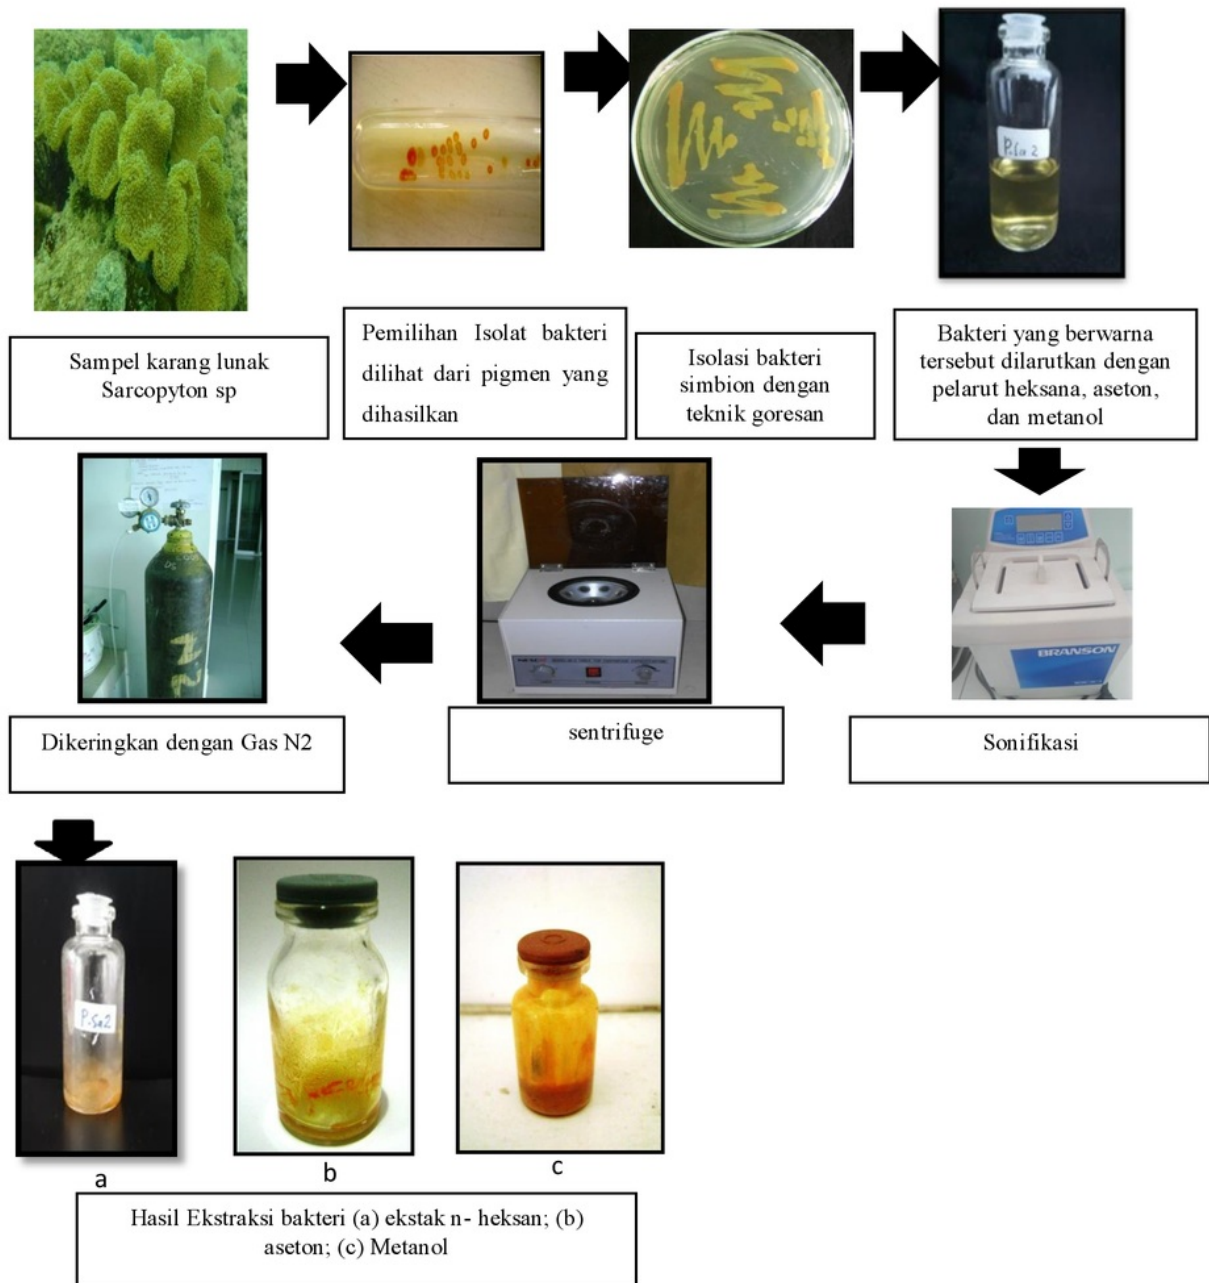 P.Sa 2
Sampel karang lunak
Sarcopyton sp
Pemilihan Isolat bakteri
dilihat dari pigmen yang
dihasilkan
Isolasi bakteri
simbion dengan
teknik goresan
Bakteri yang berwarna
tersebut dilarutkan dengan
pelarut heksana, aseton,
dan metanol
BRANSON
Sonifikasi
sentrifuge
N2
Dikeringkan dengan Gas N2
P.Sa2
a
b
c
Hasil Ekstraksi bakteri (a) ekstak n- heksan; (b)
aseton; (c) Metanol